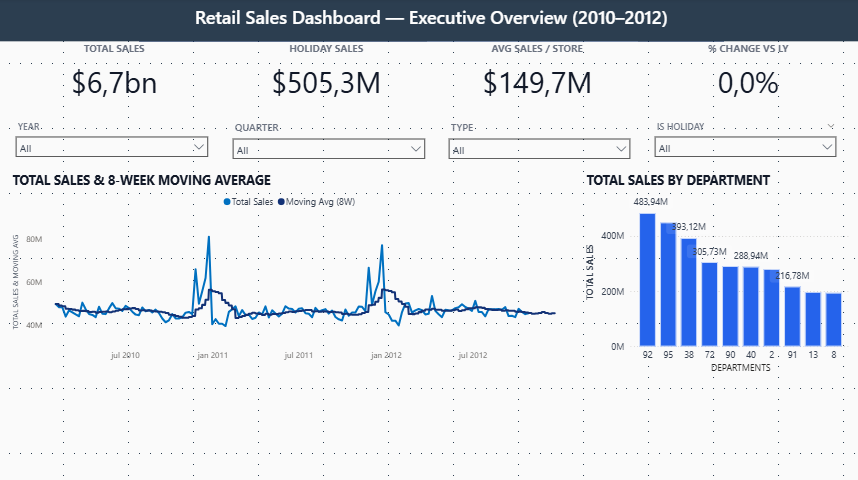 Retail Sales Dashboard — Executive Overview (2010–2012)
TOTAL SALES
HOLIDAY SALES
AVG SALES / STORE
% CHANGE VS LY
$6,7bn
$505,3M
$149,7M
0,0%
YEAR
QUARTER
TYPE
IS HOLIDAY
All
All
All
All
TOTAL SALES & 8-WEEK MOVING AVERAGE
Total Sales
Moving Avg (8W)
TOTAL SALES & MOVING AVG
80M
60M
40M
jul 2010
jan 2011
jul 2011
jan 2012
jul 2012
TOTAL SALES BY DEPARTMENT
483,94M
393,12M
305,73M
288,94M
216,78M
TOTAL SALES
400M
200M
0M
92 95 38 72 90 40 2 91 13 8
DEPARTMENTS